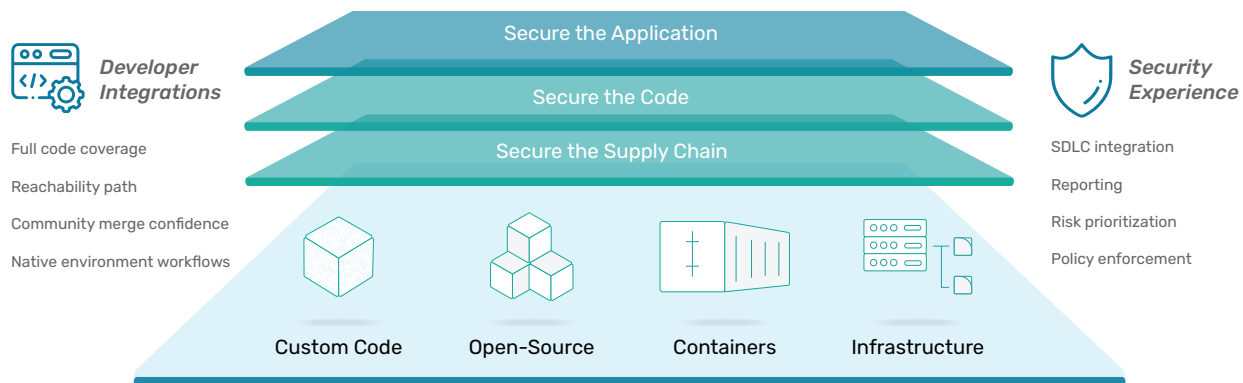 Secure the Application
Developer
Integrations
Full code coverage
Reachability path
Community merge confidence
Native environment workflows
Secure the Code
Secure the Supply Chain
Custom Code
Open-Source
Containers
Infrastructure
Security
Experience
SDLC integration
Reporting
Risk prioritization
Policy enforcement